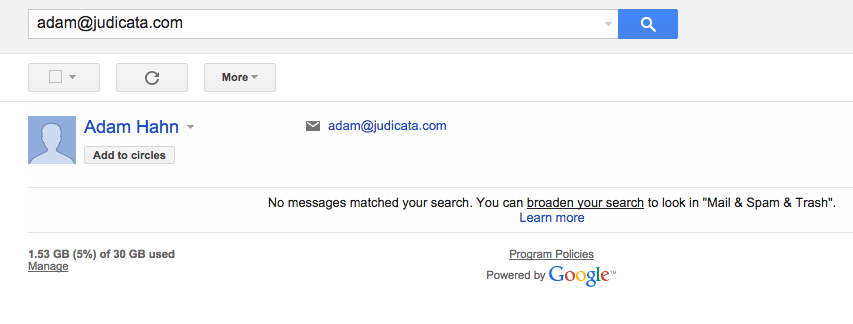 adam@judicata.com
More
Adam Hahn
adam@judicata.com
Add to circles
No messages matched your search. You can broaden your search to look in "Mail & Spam & Trash".
Learn more
1.53 GB (5%) of 30 GB used
Manage
Program Policies
Powered by Google™